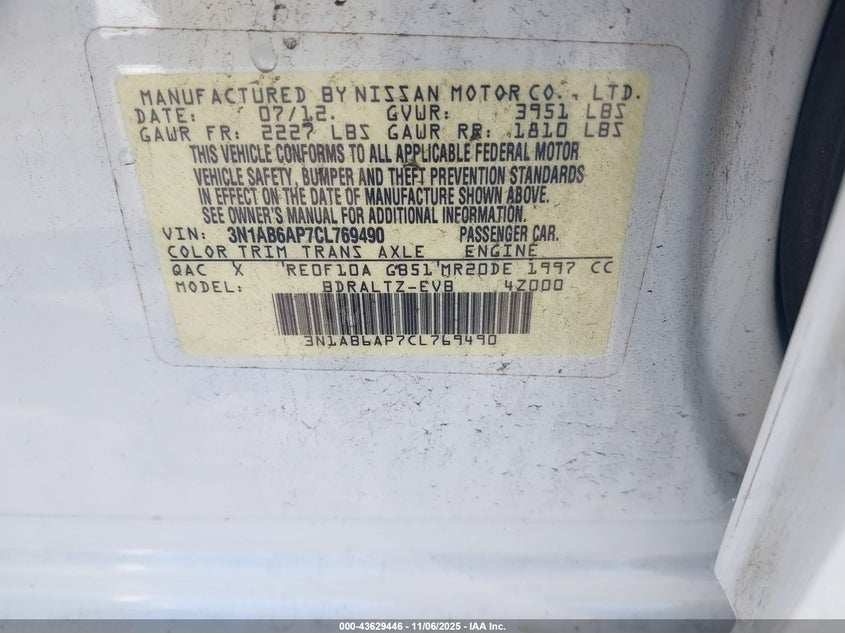 MANUFACTURED BY NISSAN MOTOR CO., LTD.
DATE: 07/12. GVWR: 3951 LBS
GAWR FR: 2227 LBS GAWR RR: 1810 LBS
THIS VEHICLE CONFORMS TO ALL APPLICABLE FEDERAL MOTOR
VEHICLE SAFETY, BUMPER AND THEFT PREVENTION STANDARDS
IN EFFECT ON THE DATE OF MANUFACTURE SHOWN ABOVE.
SEE OWNER'S MANUAL FOR ADDITIONAL INFORMATION.
VIN: 3N1AB6AP7CL769490 PASSENGER CAR.
COLOR TRIM TRANS AXLE ENGINE
QAC X RE0F10A GB51 MR20DE 1997 CC
MODEL: BDRALTZ-EVB 4Z000
3N1AB6AP7CL769490
000-43629446 - 11/06/2025 - IAA Inc.